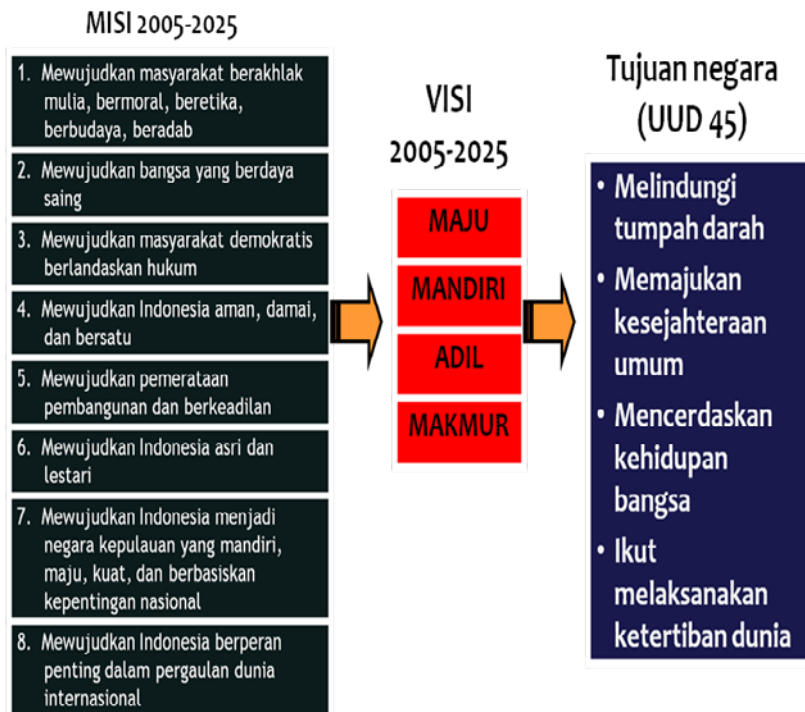 MISI 2005-2025
1. Mewujudkan masyarakat berakhlak
mulia, bermoral, beretika,
berbudaya, beradab
2. Mewujudkan bangsa yang berdaya
saing
3. Mewujudkan masyarakat demokratis
berlandaskan hukum
4. Mewujudkan Indonesia aman, damai,
dan bersatu
5. Mewujudkan pemerataan
pembangunan dan berkeadilan
6. Mewujudkan Indonesia asri dan
lestari
7. Mewujudkan Indonesia menjadi
negara kepulauan yang mandiri,
maju, kuat, dan berbasiskan
kepentingan nasional
8. Mewujudkan Indonesia berperan
penting dalam pergaulan dunia
internasional
VISI
2005-2025
MAJU
MANDIRI
ADIL
MAKMUR
Tujuan negara
(UUD 45)
• Melindungi
tumpah darah
• Memajukan
kesejahteraan
umum
• Mencerdaskan
kehidupan
bangsa
• Ikut
melaksanakan
ketertiban dunia